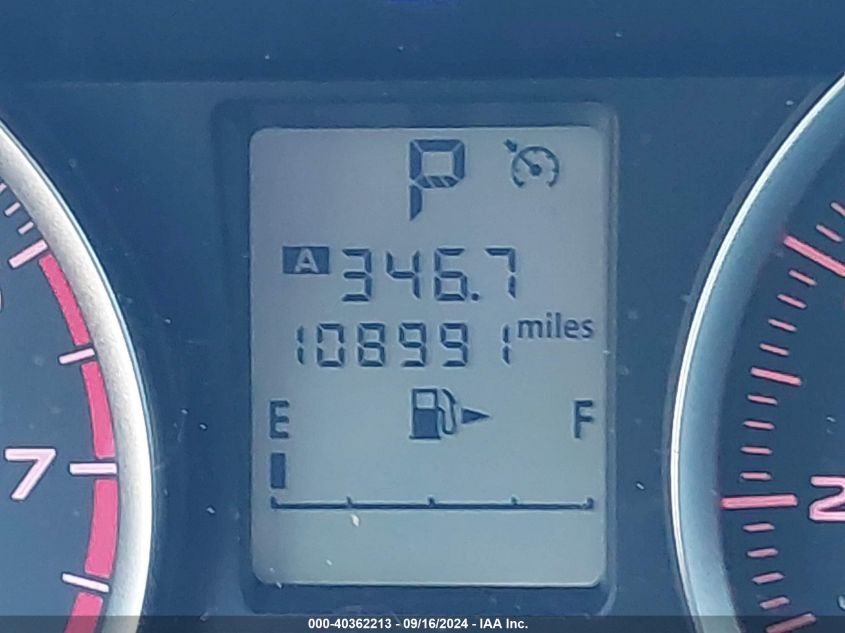 P
A 346.7
108991 miles
E F
7
2
000-40362213 - 09/16/2024 - IAA Inc.